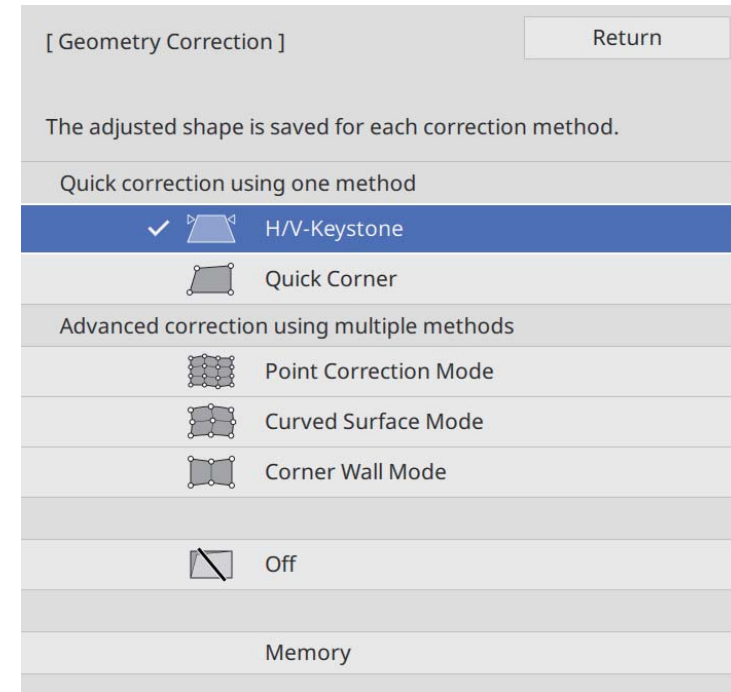 [ Geometry Correction ]
Return
The adjusted shape is saved for each correction method.
Quick correction using one method
H/V-Keystone
Quick Corner
Advanced correction using multiple methods
Point Correction Mode
Curved Surface Mode
Corner Wall Mode
Off
Memory